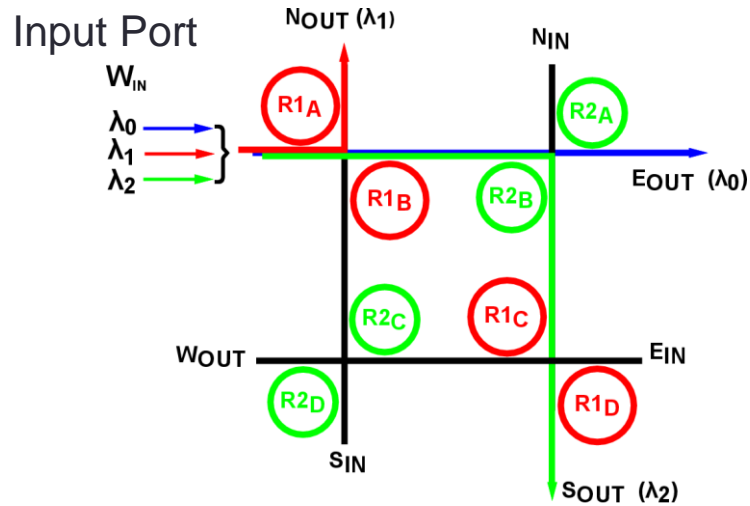 Input Port
NOUT (λ1)
NIN
WIN
λ0
λ1
λ2
R1A
R2A
EOUT (λ0)
R1B
R2B
R2C
R1C
WOUT
EIN
R2D
R1D
SIN
SOUT (λ2)